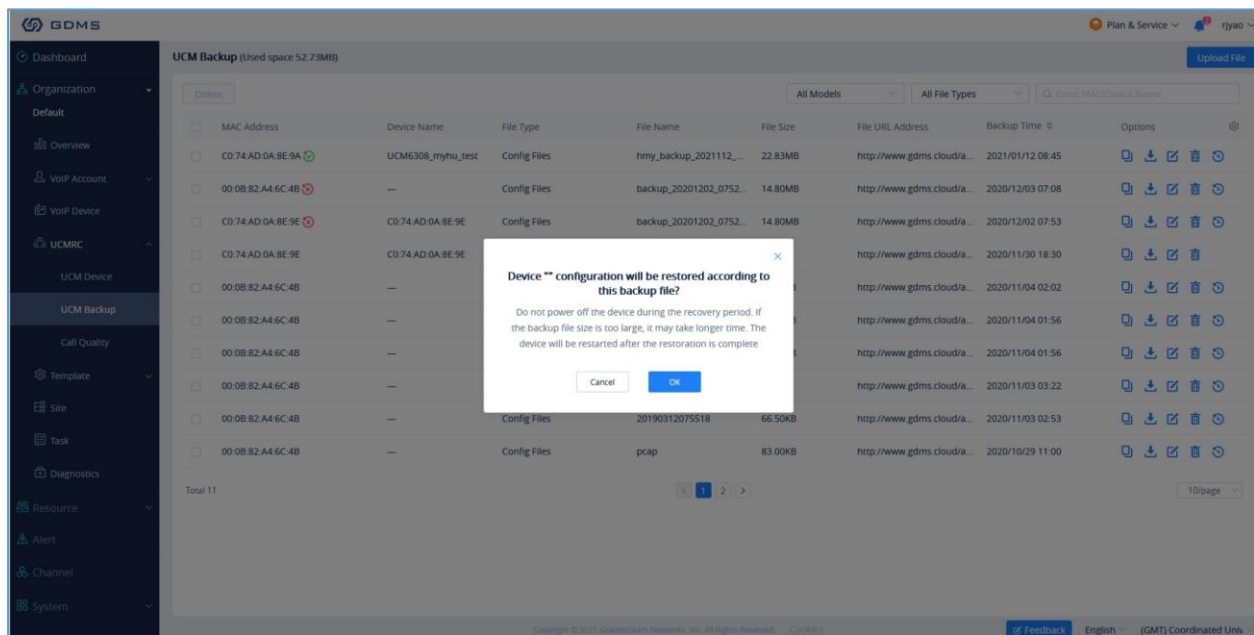 GDMS
Plan & Service
rjyao
Dashboard
UCM Backup (Used space 52.73MB)
Upload File
Organization
Default
Delete
All Models
All File Types
Enter MAC/Device Name
MAC Address Device Name File Type File Name File Size File URL Address Backup Time Options
Overview
C0:74:AD:0A:8E:9A UCM6308_myhu_test Config Files hmy_backup_2021112_... 22.83MB http://www.gdms.cloud/a... 2021/01/12 08:45
VoIP Account
00:0B:82:A4:6C:4B — Config Files backup_20201202_0752... 14.80MB http://www.gdms.cloud/a... 2020/12/03 07:08
VoIP Device
C0:74:AD:0A:8E:9E C0:74:AD:0A:8E:9E Config Files backup_20201202_0752... 14.80MB http://www.gdms.cloud/a... 2020/12/02 07:53
UCMRC
C0:74:AD:0A:8E:9E C0:74:AD:0A:8E:9E http://www.gdms.cloud/a... 2020/11/30 18:30
UCM Device
00:0B:82:A4:6C:4B — http://www.gdms.cloud/a... 2020/11/04 02:02
UCM Backup
00:0B:82:A4:6C:4B — http://www.gdms.cloud/a... 2020/11/04 01:56
Call Quality
00:0B:82:A4:6C:4B — http://www.gdms.cloud/a... 2020/11/04 01:56
Template
00:0B:82:A4:6C:4B — http://www.gdms.cloud/a... 2020/11/03 03:22
Site
00:0B:82:A4:6C:4B — Config Files 20190312075518 66.50KB http://www.gdms.cloud/a... 2020/11/03 02:53
Task
00:0B:82:A4:6C:4B — Config Files pcap 83.00KB http://www.gdms.cloud/a... 2020/10/29 11:00
Diagnostics
Device "" configuration will be restored according to
this backup file?
Do not power off the device during the recovery period. If
the backup file size is too large, it may take longer time. The
device will be restarted after the restoration is complete
Cancel
OK
Total 11
1 2
10/page
Resource
Alert
Channel
System
Copyright © 2021 Grandstream Networks, Inc. All Rights Reserved. Cookies
Feedback
English
(GMT) Coordinated Univ